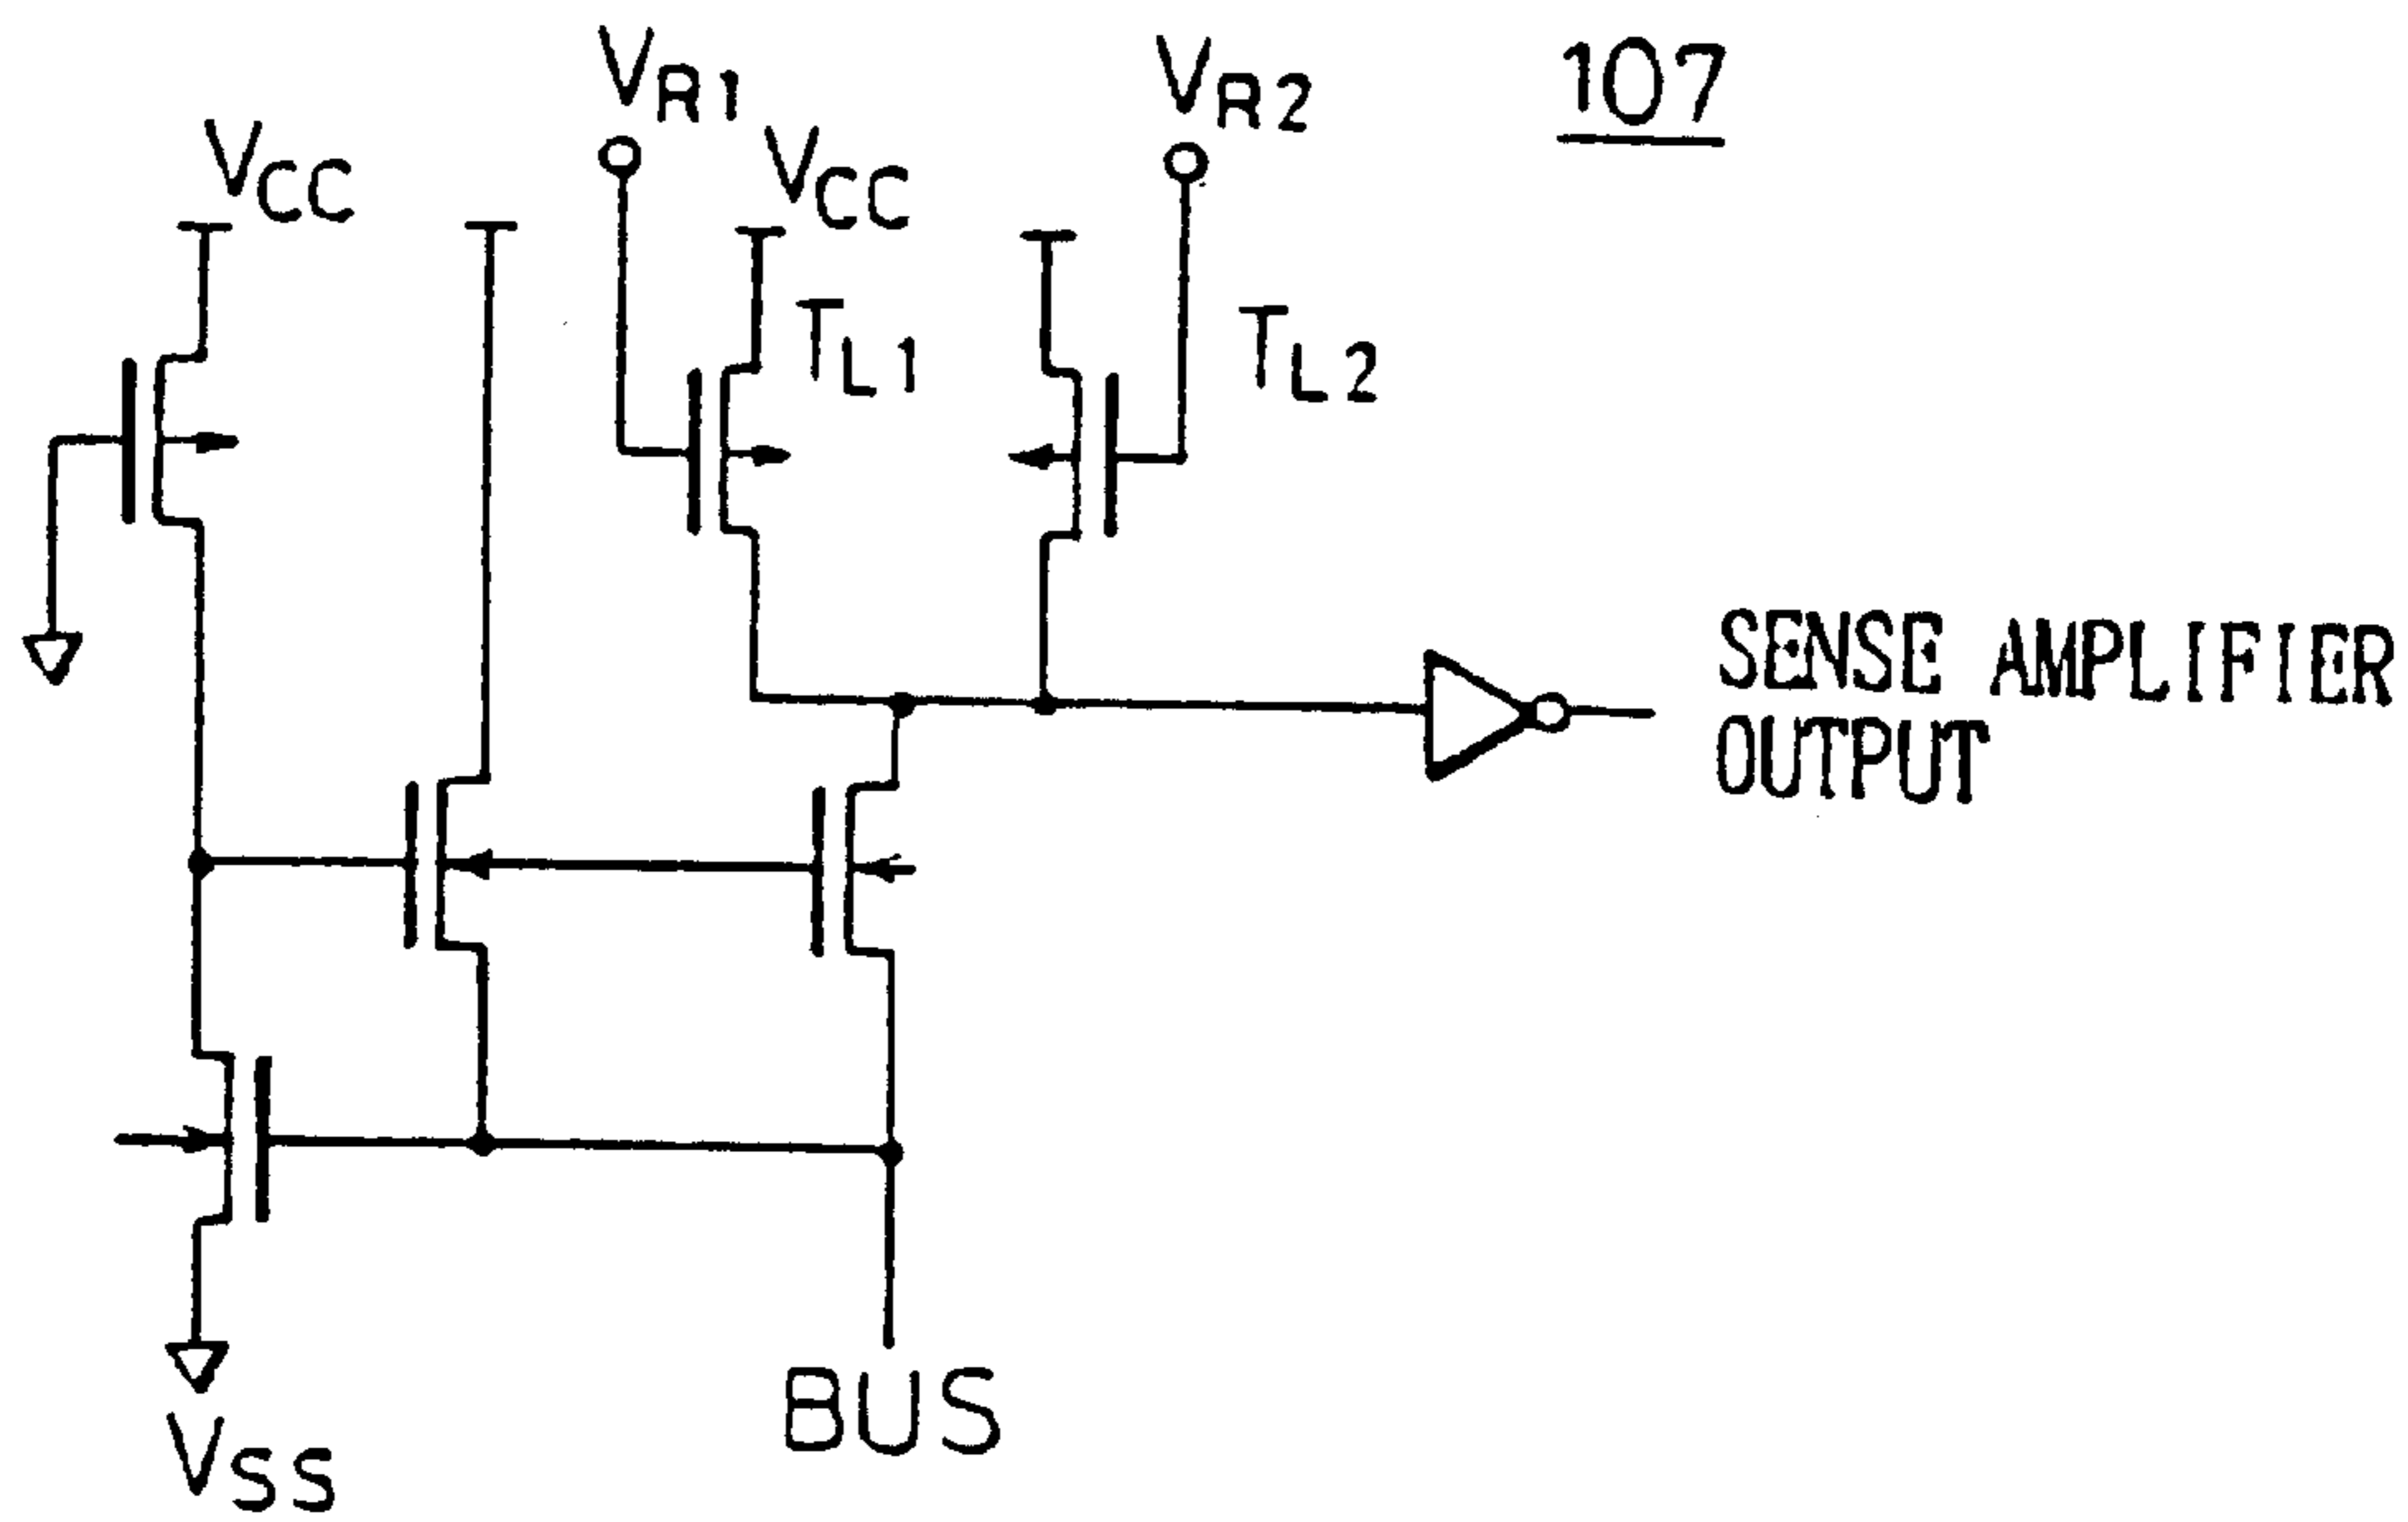 VR1
VR2
107
VCC
VCC
TL1
TL2
SENSE AMPLIFIER
OUTPUT
BUS
VSS